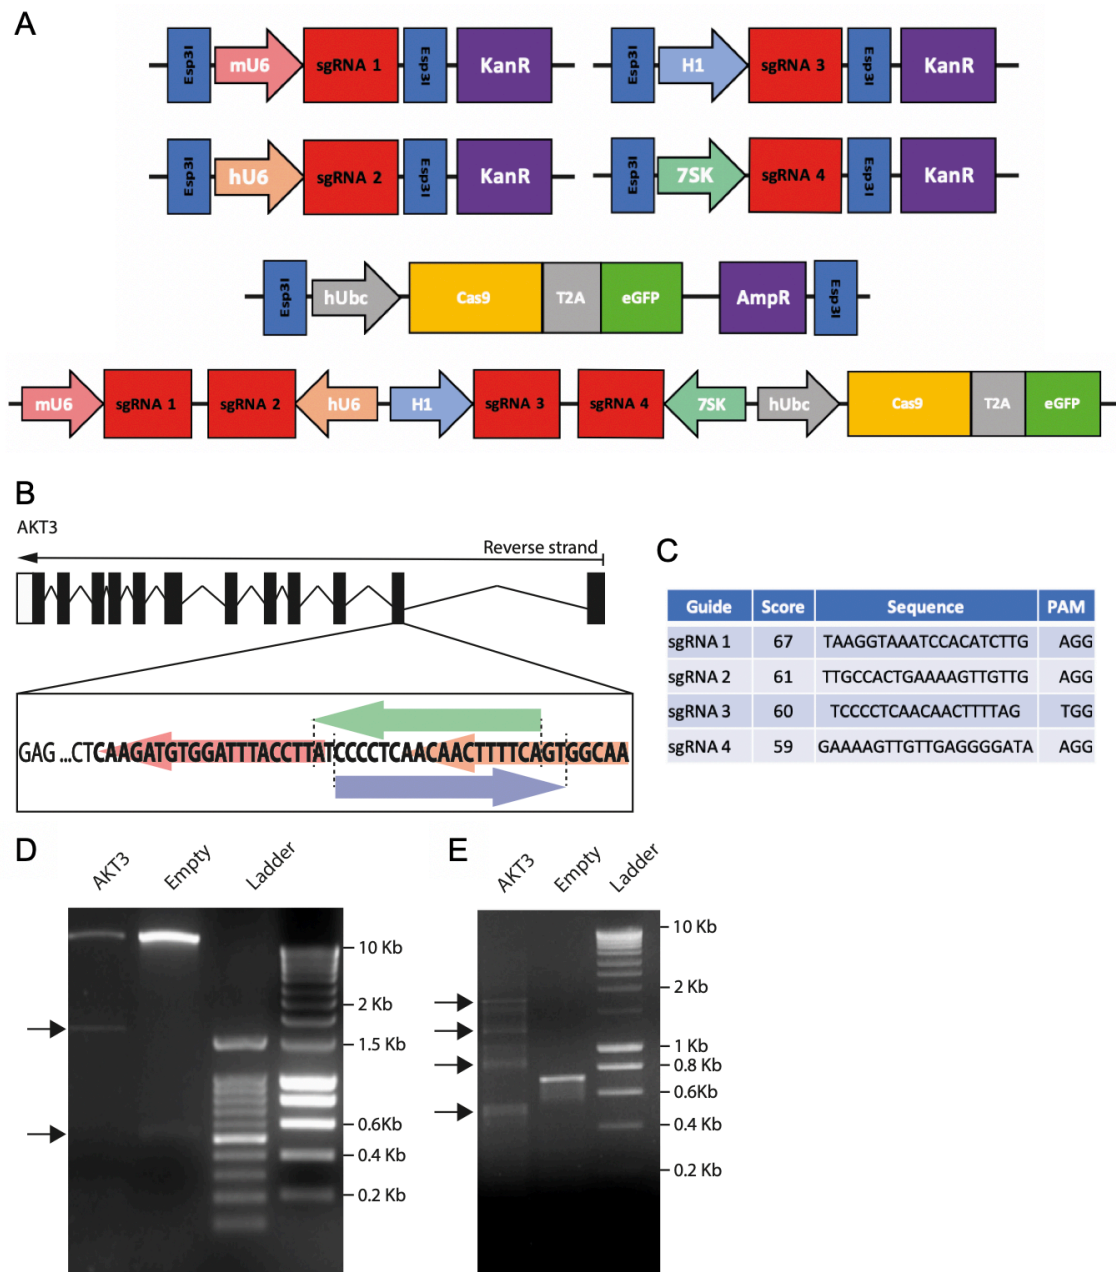 A
Esp3I mU6 sgRNA 1 Esp3I KanR
Esp3I H1 sgRNA 3 Esp3I KanR
Esp3I hU6 sgRNA 2 Esp3I KanR
Esp3I 7SK sgRNA 4 Esp3I KanR
Esp3I hUbc Cas9 T2A eGFP AmpR Esp3I
mU6 sgRNA 1 sgRNA 2 hU6 H1 sgRNA 3 sgRNA 4 7SK hUbc Cas9 T2A eGFP
B
AKT3
Reverse strand
GAG ...CTCAAGATGTGGATTTACCTTATCCCCTCAACAACTTTTCAGTGGCAA
C
Guide Score Sequence PAM
sgRNA 1 67 TAAGGTAAATCCACATCTTG AGG
sgRNA 2 61 TTGCCACTGAAAAGTTGTTG AGG
sgRNA 3 60 TCCCCTCAACAACTTTTAG TGG
sgRNA 4 59 GAAAAGTTGTTGAGGGGATA AGG
D
AKT3 Empty Ladder
10 Kb
2 Kb
1.5 Kb
0.6Kb
0.4 Kb
0.2 Kb
E
AKT3 Empty Ladder
10 Kb
2 Kb
1 Kb
0.8 Kb
0.6Kb
0.4 Kb
0.2 Kb